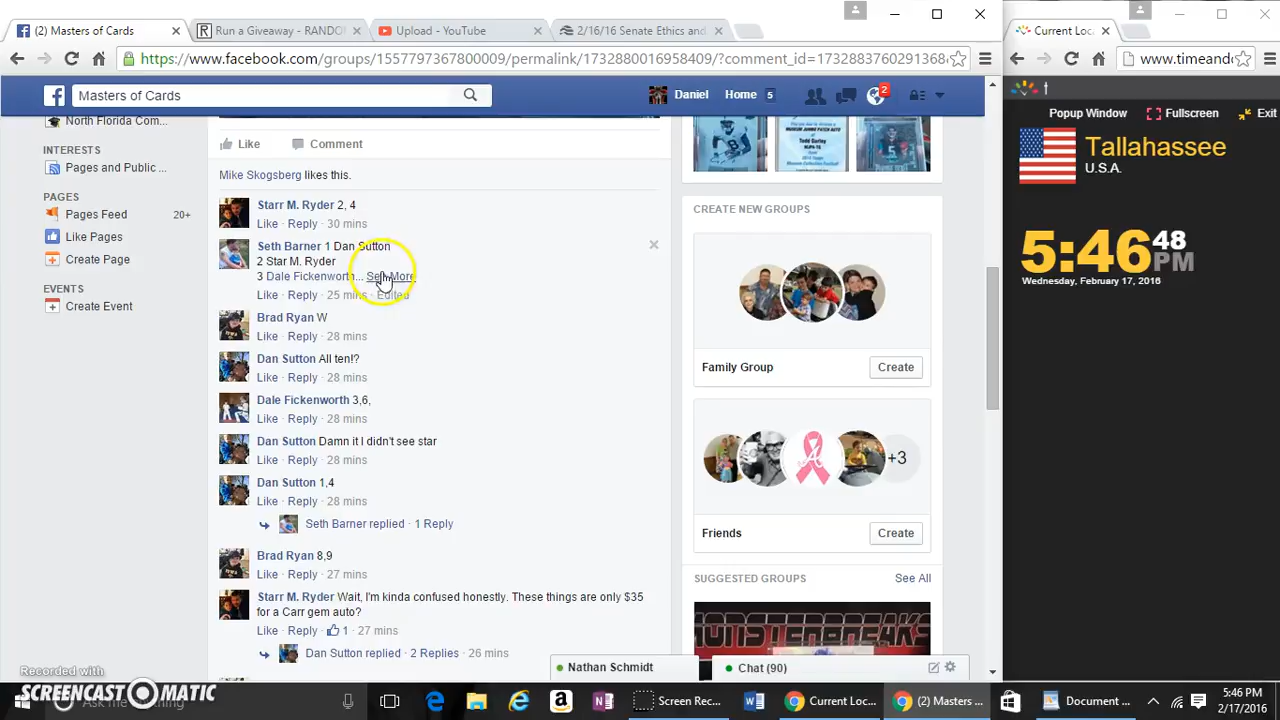 (2) Masters of Cards
Run a Giveaway - RANDO
Upload - YouTube
2/16/16 Senate Ethics and
Current Loc
https://www.facebook.com/groups/1557797367800009/permalink/1732880016958409/?comment_id=1732883760291368
www.timeand
Masters of Cards
Daniel
Home 5
2
Popup Window
Fullscreen
Exit
North Florida Com...
INTERESTS
Pages and Public ...
PAGES
Pages Feed 20+
Like Pages
Create Page
EVENTS
Create Event
Like Comment
Mike Skogsberg likes this.
Starr M. Ryder 2, 4
Like · Reply · 30 mins
Seth Barner 1 Dan Sutton
2 Star M. Ryder
3 Dale Fickenworth... See More
Like · Reply · 25 mins · Edited
Brad Ryan W
Like · Reply · 28 mins
Dan Sutton All ten!?
Like · Reply · 28 mins
Dale Fickenworth 3,6,
Like · Reply · 28 mins
Dan Sutton Damn it I didn't see star
Like · Reply · 28 mins
Dan Sutton 1,4
Like · Reply · 28 mins
Seth Barner replied · 1 Reply
Brad Ryan 8,9
Like · Reply · 27 mins
Starr M. Ryder Wait, I'm kinda confused honestly. These things are only $35
for a Carr gem auto?
Like · Reply · 1 · 27 mins
Dan Sutton replied · 2 Replies · 26 mins
CREATE NEW GROUPS
Family Group
Create
+3
Friends
Create
SUGGESTED GROUPS
See All
MONSTERBREAKS
Nathan Schmidt
Chat (90)
Tallahassee
U.S.A.
5:46 48
PM
Wednesday, February 17, 2016
Recorded with
SCREENCAST-O-MATIC
Screen Rec...
Current Loc...
(2) Masters ...
Document ...
5:46 PM
2/17/2016